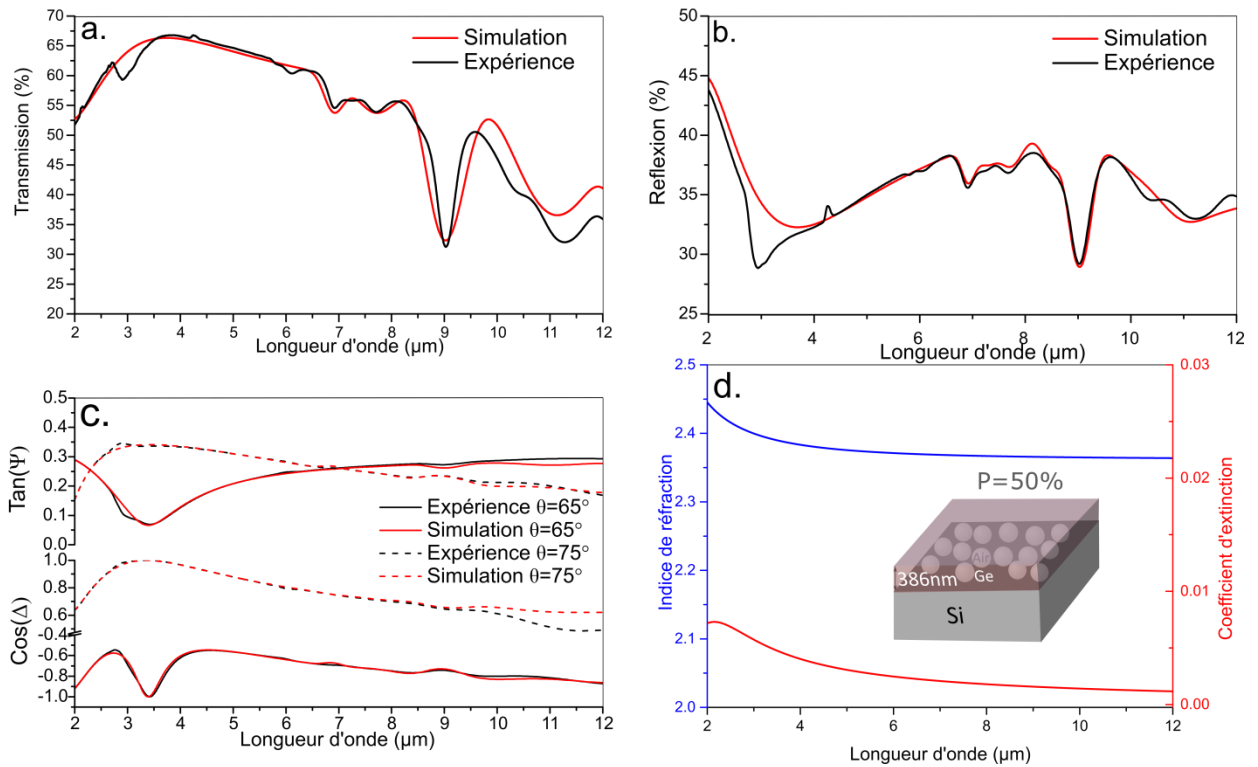 a.
Simulation
Expérience
Transmission (%)
70
65
60
55
50
45
40
35
30
25
20
2 3 4 5 6 7 8 9 10 11 12
Longueur d'onde (µm)
b.
Simulation
Expérience
Reflexion (%)
50
45
40
35
30
25
2 4 6 8 10 12
Longueur d'onde (µm)
c.
Tan(Ψ)
0.5
0.4
0.3
0.2
0.1
0.0
Expérience θ=65°
Simulation θ=65°
Expérience θ=75°
Simulation θ=75°
Cos(Δ)
1.0
0.8
0.6
-0.4
-0.6
-0.8
-1.0
2 3 4 5 6 7 8 9 10 11 12
Longueur d'onde (µm)
d.
Indice de réfraction
2.5
2.4
2.3
2.2
2.1
2.0
P=50%
Air
386nm
Ge
Si
0.03
0.02
0.01
0.00
Coefficient d'extinction
2 4 6 8 10 12
Longueur d'onde (µm)